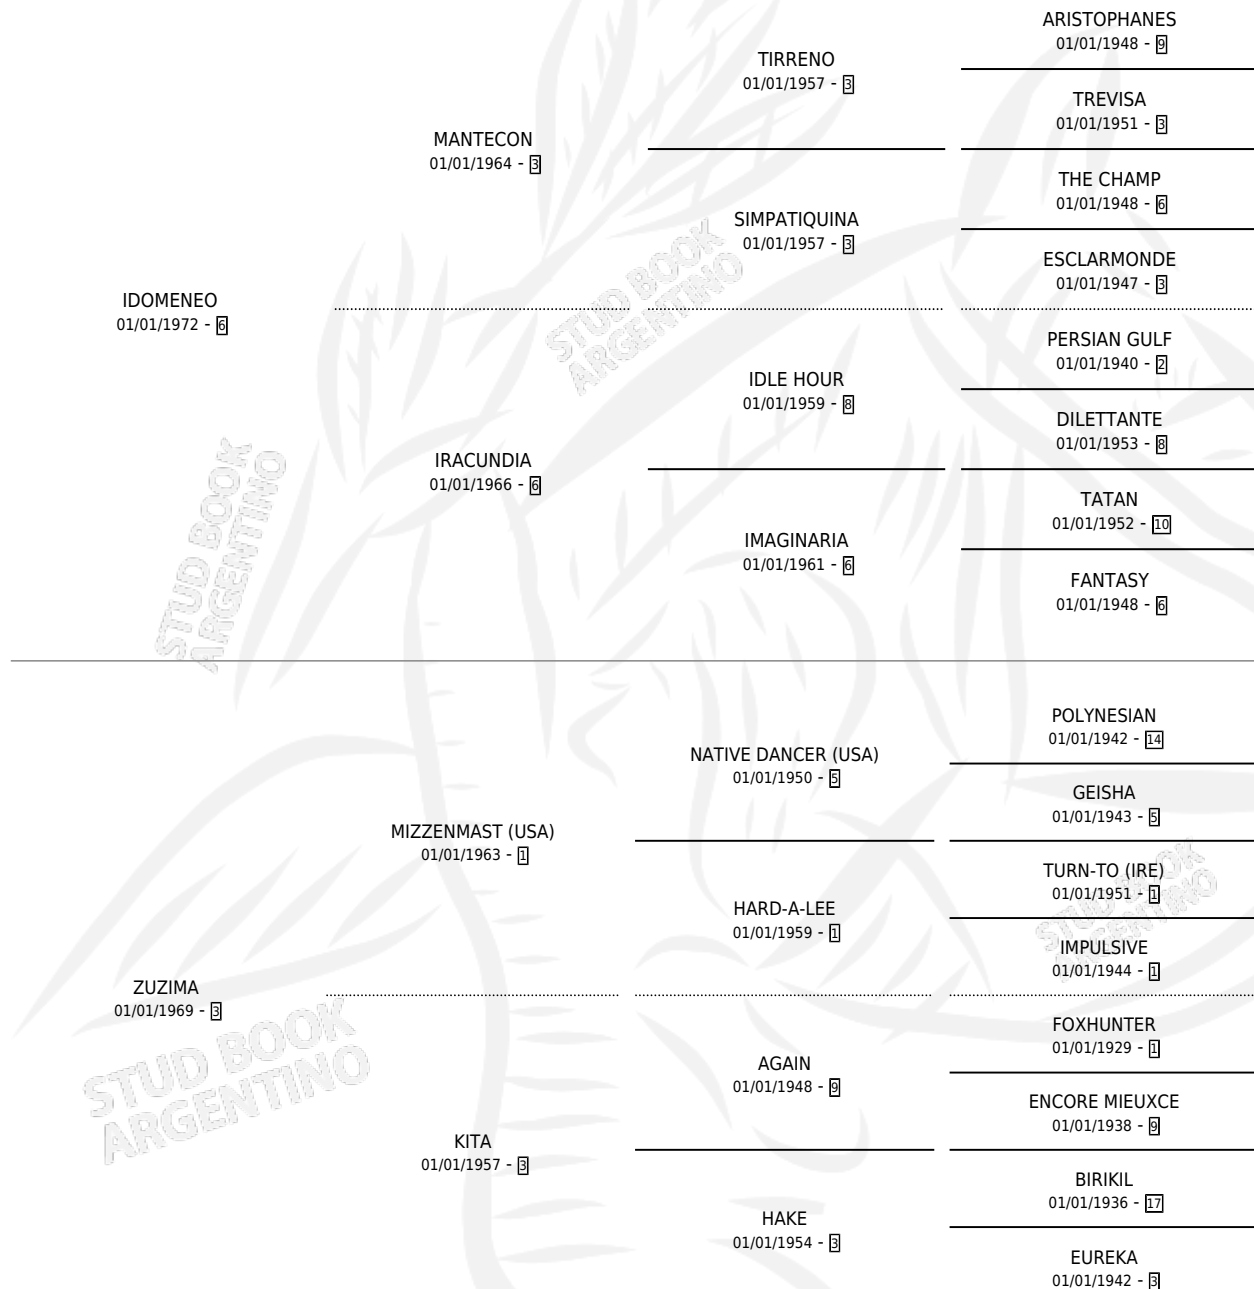 ARISTOPHANES
01/01/1948 - 9
TIRRENO
01/01/1957 - 3
TREVISA
01/01/1951 - 3
MANTECON
01/01/1964 - 3
THE CHAMP
01/01/1948 - 6
SIMPATIQUINA
01/01/1957 - 3
ESCLARMONDE
01/01/1947 - 3
IDOMENEO
01/01/1972 - 6
PERSIAN GULF
01/01/1940 - 2
IDLE HOUR
01/01/1959 - 8
DILETTANTE
01/01/1953 - 8
IRACUNDIA
01/01/1966 - 6
TATAN
01/01/1952 - 10
IMAGINARIA
01/01/1961 - 6
FANTASY
01/01/1948 - 6
POLYNESIAN
01/01/1942 - 14
NATIVE DANCER (USA)
01/01/1950 - 5
GEISHA
01/01/1943 - 5
MIZZENMAST (USA)
01/01/1963 - 1
TURN-TO (IRE)
01/01/1951 - 1
HARD-A-LEE
01/01/1959 - 1
IMPULSIVE
01/01/1944 - 1
ZUZIMA
01/01/1969 - 3
FOXHUNTER
01/01/1929 - 1
AGAIN
01/01/1948 - 9
ENCORE MIEUXCE
01/01/1938 - 9
KITA
01/01/1957 - 3
BIRIKIL
01/01/1936 - 17
HAKE
01/01/1954 - 3
EUREKA
01/01/1942 - 3
STUD BOOK
ARGENTINO
STUD BOOK
ARGENTINO
STUD BOOK
ARGENTINO
STUD BOOK
ARGENTINO